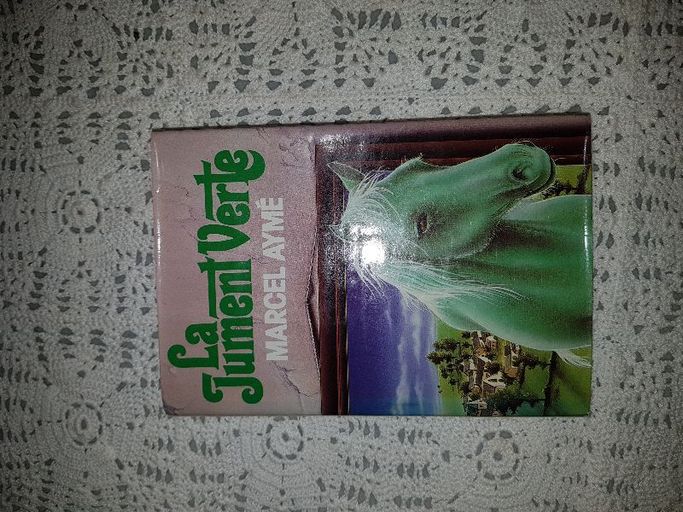 La
Jument Verte
MARCEL AYMÉ